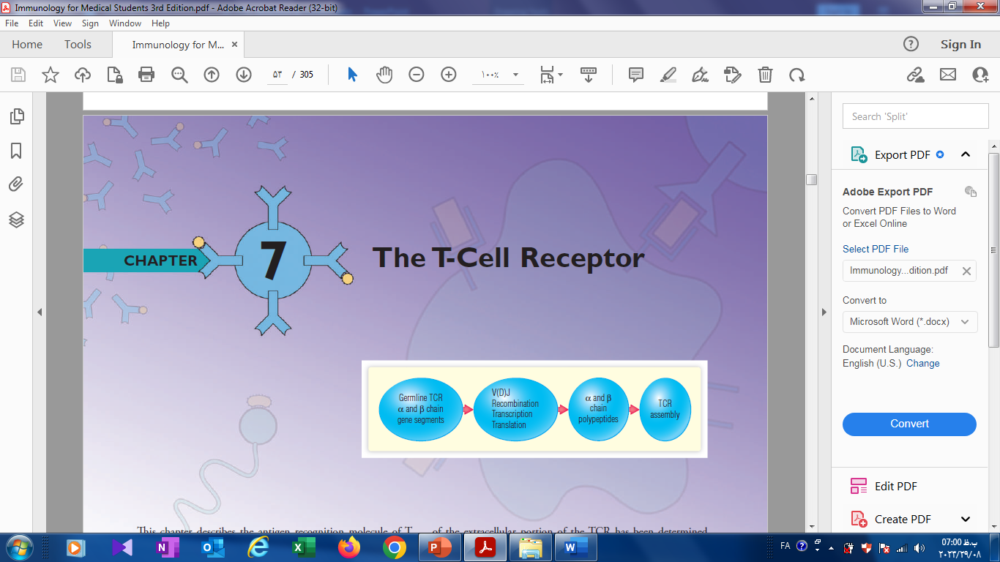 Immunology for Medical Students 3rd Edition.pdf - Adobe Acrobat Reader (32-bit)
File Edit View Sign Window Help
Home Tools Immunology for M... Sign In
۵۳ / 305 ۱۰۰٪
CHAPTER 7 The T-Cell Receptor
Germline TCR
α and β chain
gene segments
V(D)J
Recombination
Transcription
Translation
α and β
chain
polypeptides
TCR
assembly
This chapter describes the antigen recognition molecule of T of the extracellular portion of the TCR has been determined
Search 'Split'
Export PDF
Adobe Export PDF
Convert PDF Files to Word
or Excel Online
Select PDF File
Immunology...dition.pdf
Convert to
Microsoft Word (*.docx)
Document Language:
English (U.S.) Change
Convert
Edit PDF
Create PDF
FA
07:00 ب.ظ
۲۰۲۲/۲۹/۰۸